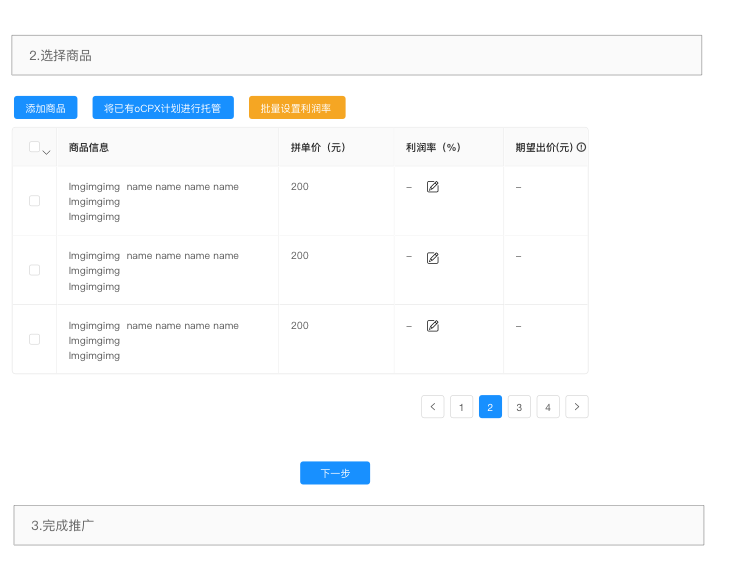 2.选择商品
添加商品 将已有oCPX计划进行托管 批量设置利润率
商品信息 拼单价（元） 利润率（%） 期望出价(元)
Imgimgimg name name name name 200 – –
Imgimgimg
Imgimgimg
Imgimgimg name name name name 200 – –
Imgimgimg
Imgimgimg
Imgimgimg name name name name 200 – –
Imgimgimg
Imgimgimg
1 2 3 4
下一步
3.完成推广